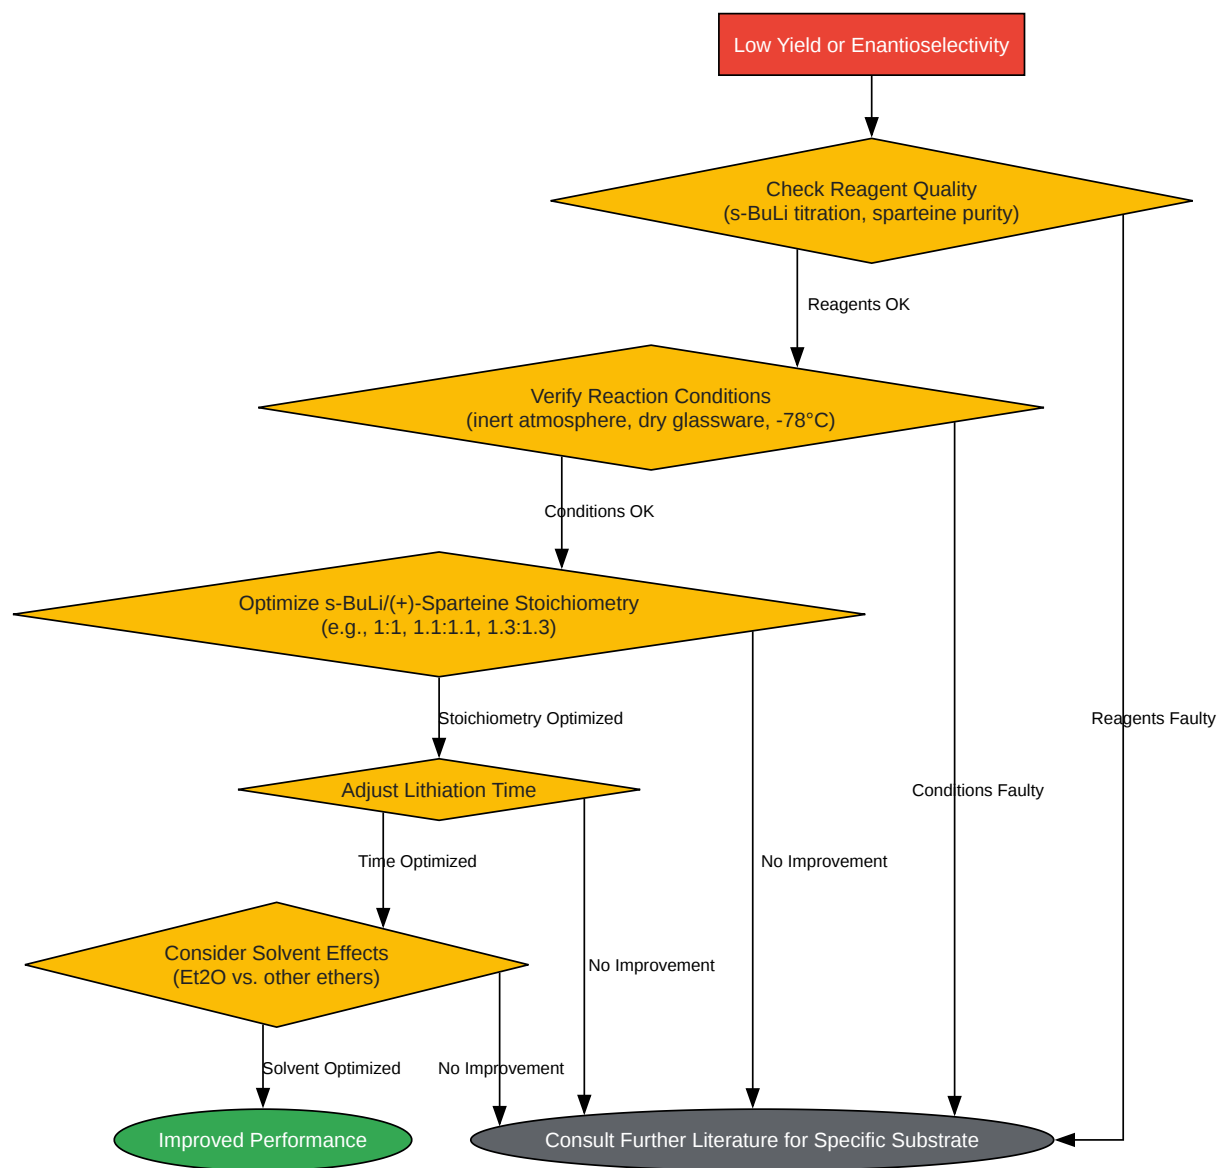 Low Yield or Enantioselectivity
Check Reagent Quality
(s-BuLi titration, sparteine purity)
Reagents OK
Verify Reaction Conditions
(inert atmosphere, dry glassware, -78°C)
Conditions OK
Optimize s-BuLi/(+)-Sparteine Stoichiometry
(e.g., 1:1, 1.1:1.1, 1.3:1.3)
Stoichiometry Optimized
Reagents Faulty
Adjust Lithiation Time
Conditions Faulty
Time Optimized
No Improvement
Consider Solvent Effects
(Et2O vs. other ethers)
No Improvement
Solvent Optimized
No Improvement
Improved Performance
Consult Further Literature for Specific Substrate